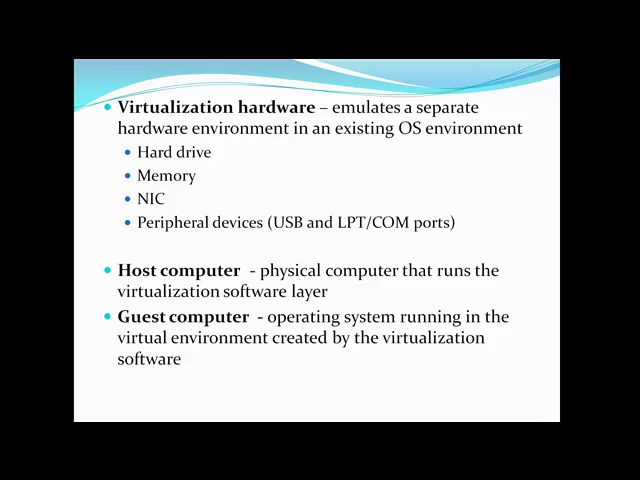 Virtualization hardware – emulates a separate
hardware environment in an existing OS environment
Hard drive
Memory
NIC
Peripheral devices (USB and LPT/COM ports)
Host computer - physical computer that runs the
virtualization software layer
Guest computer - operating system running in the
virtual environment created by the virtualization
software